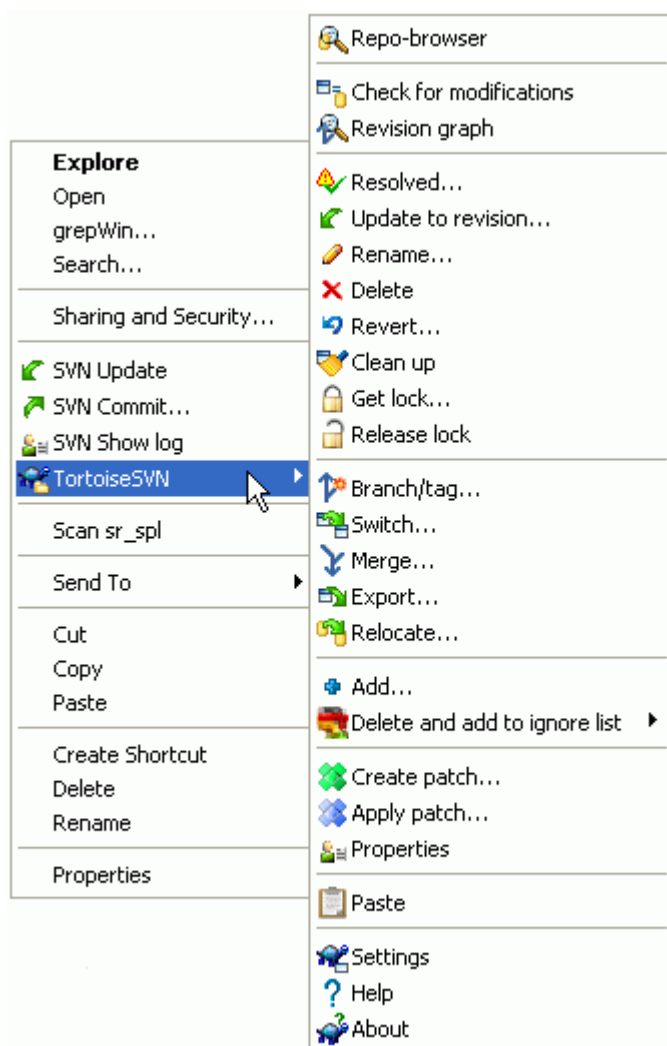 Explore
Open
grepWin...
Search...
Sharing and Security...
SVN Update
SVN Commit...
SVN Show log
TortoiseSVN
Scan sr_spl
Send To
Cut
Copy
Paste
Create Shortcut
Delete
Rename
Properties
Repo-browser
Check for modifications
Revision graph
Resolved...
Update to revision...
Rename...
Delete
Revert...
Clean up
Get lock...
Release lock
Branch/tag...
Switch...
Merge...
Export...
Relocate...
Add...
Delete and add to ignore list
Create patch...
Apply patch...
Properties
Paste
Settings
Help
About